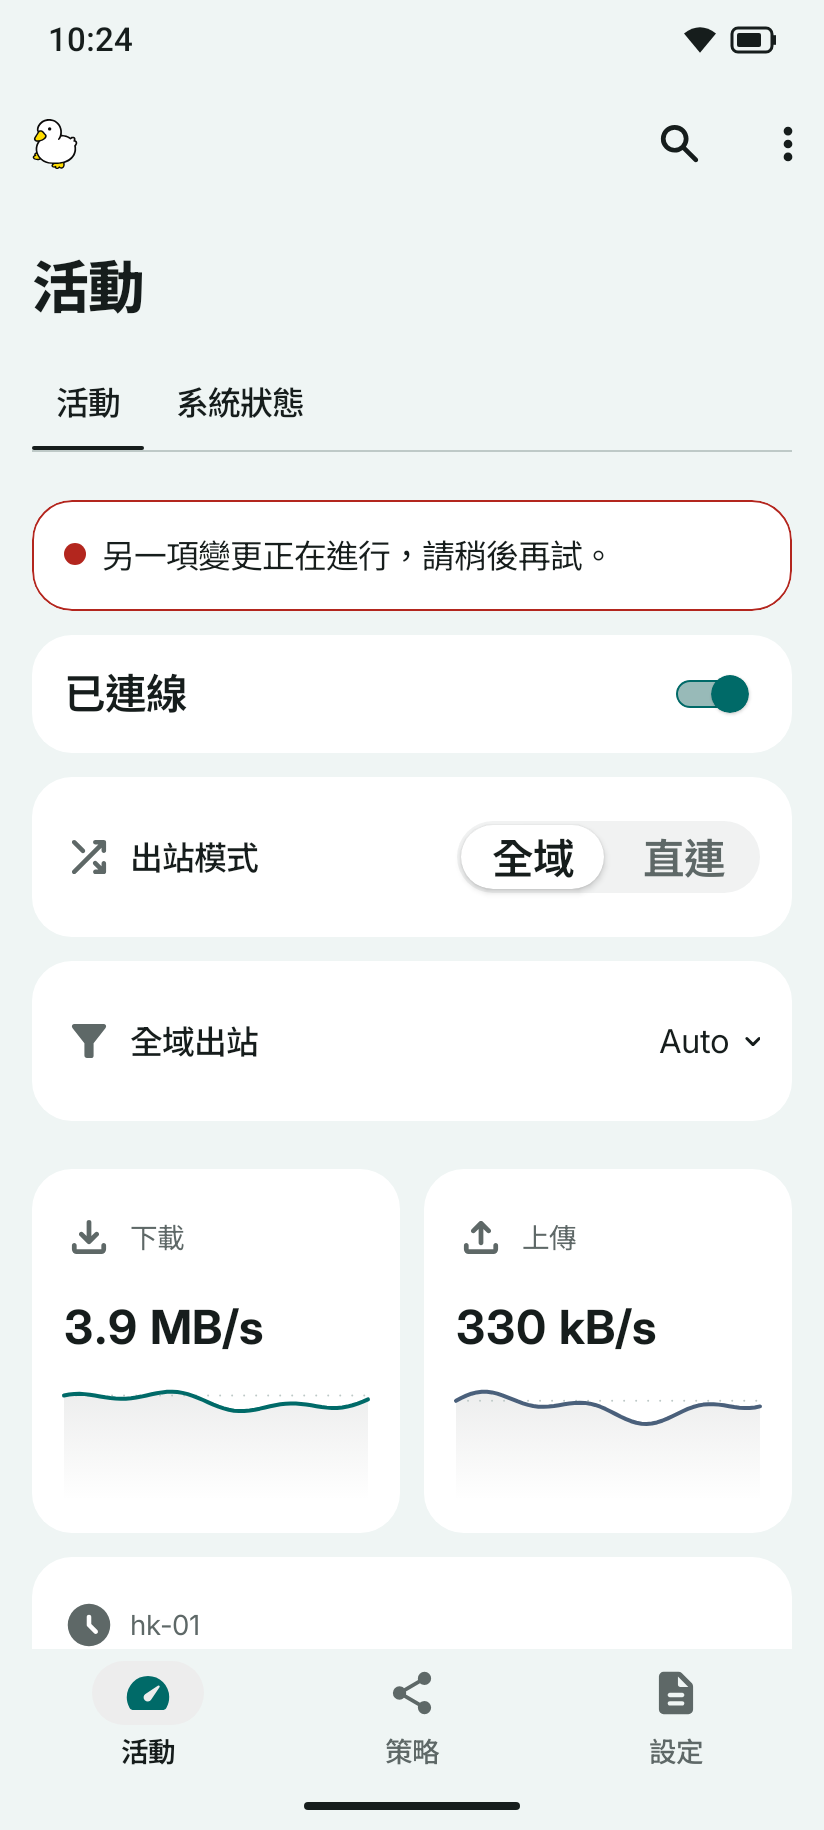 10:24
活動
活動
系統狀態
另一項變更正在進行，請稍後再試。
已連線
出站模式
全域
直連
全域出站
Auto
下載
上傳
3.9 MB/s
330 kB/s
hk-01
活動
策略
設定